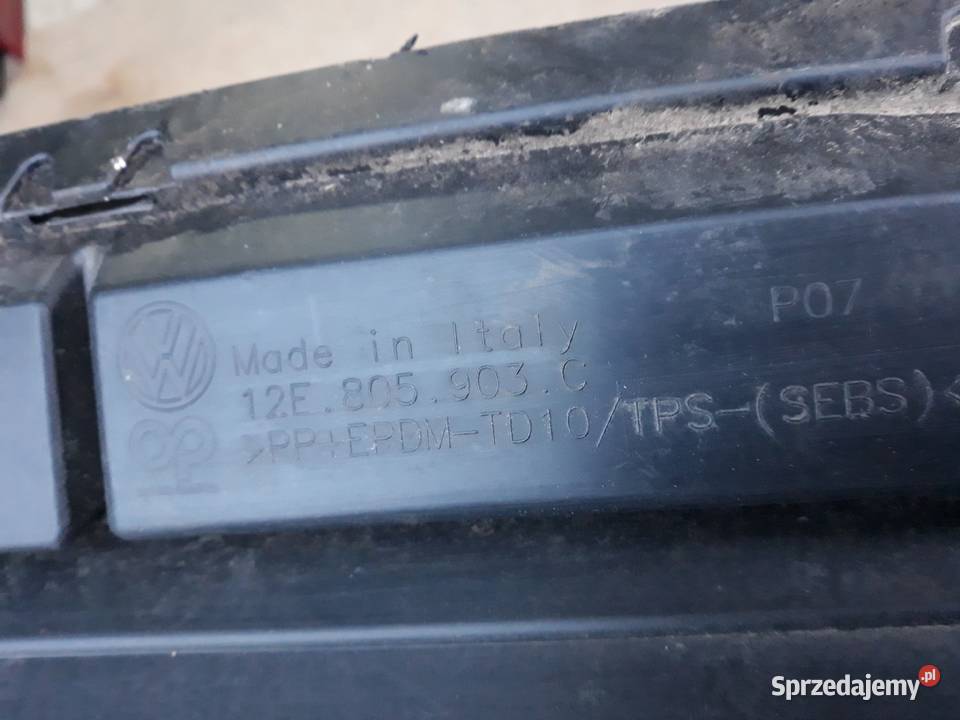 P07
VW Made in Italy
12E.805.903.C
>PP+EPDM-TD10/TPS-(SEBS)<
Sprzedajemy.pl